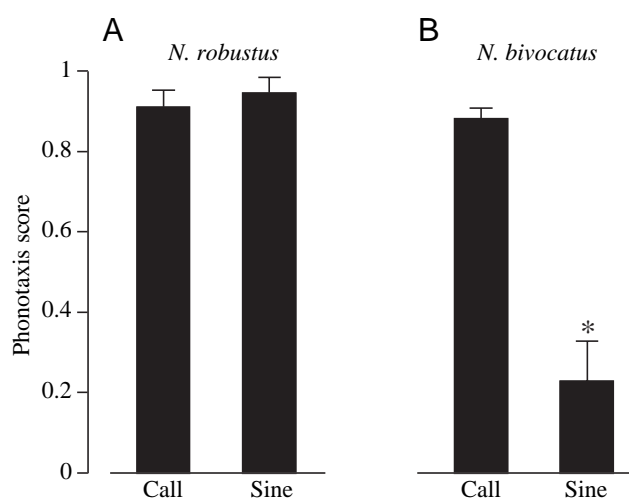 A
B
N. robustus
N. bivocatus
Phonotaxis score
1
0.8
0.6
0.4
0.2
0
*
Call
Sine
Call
Sine